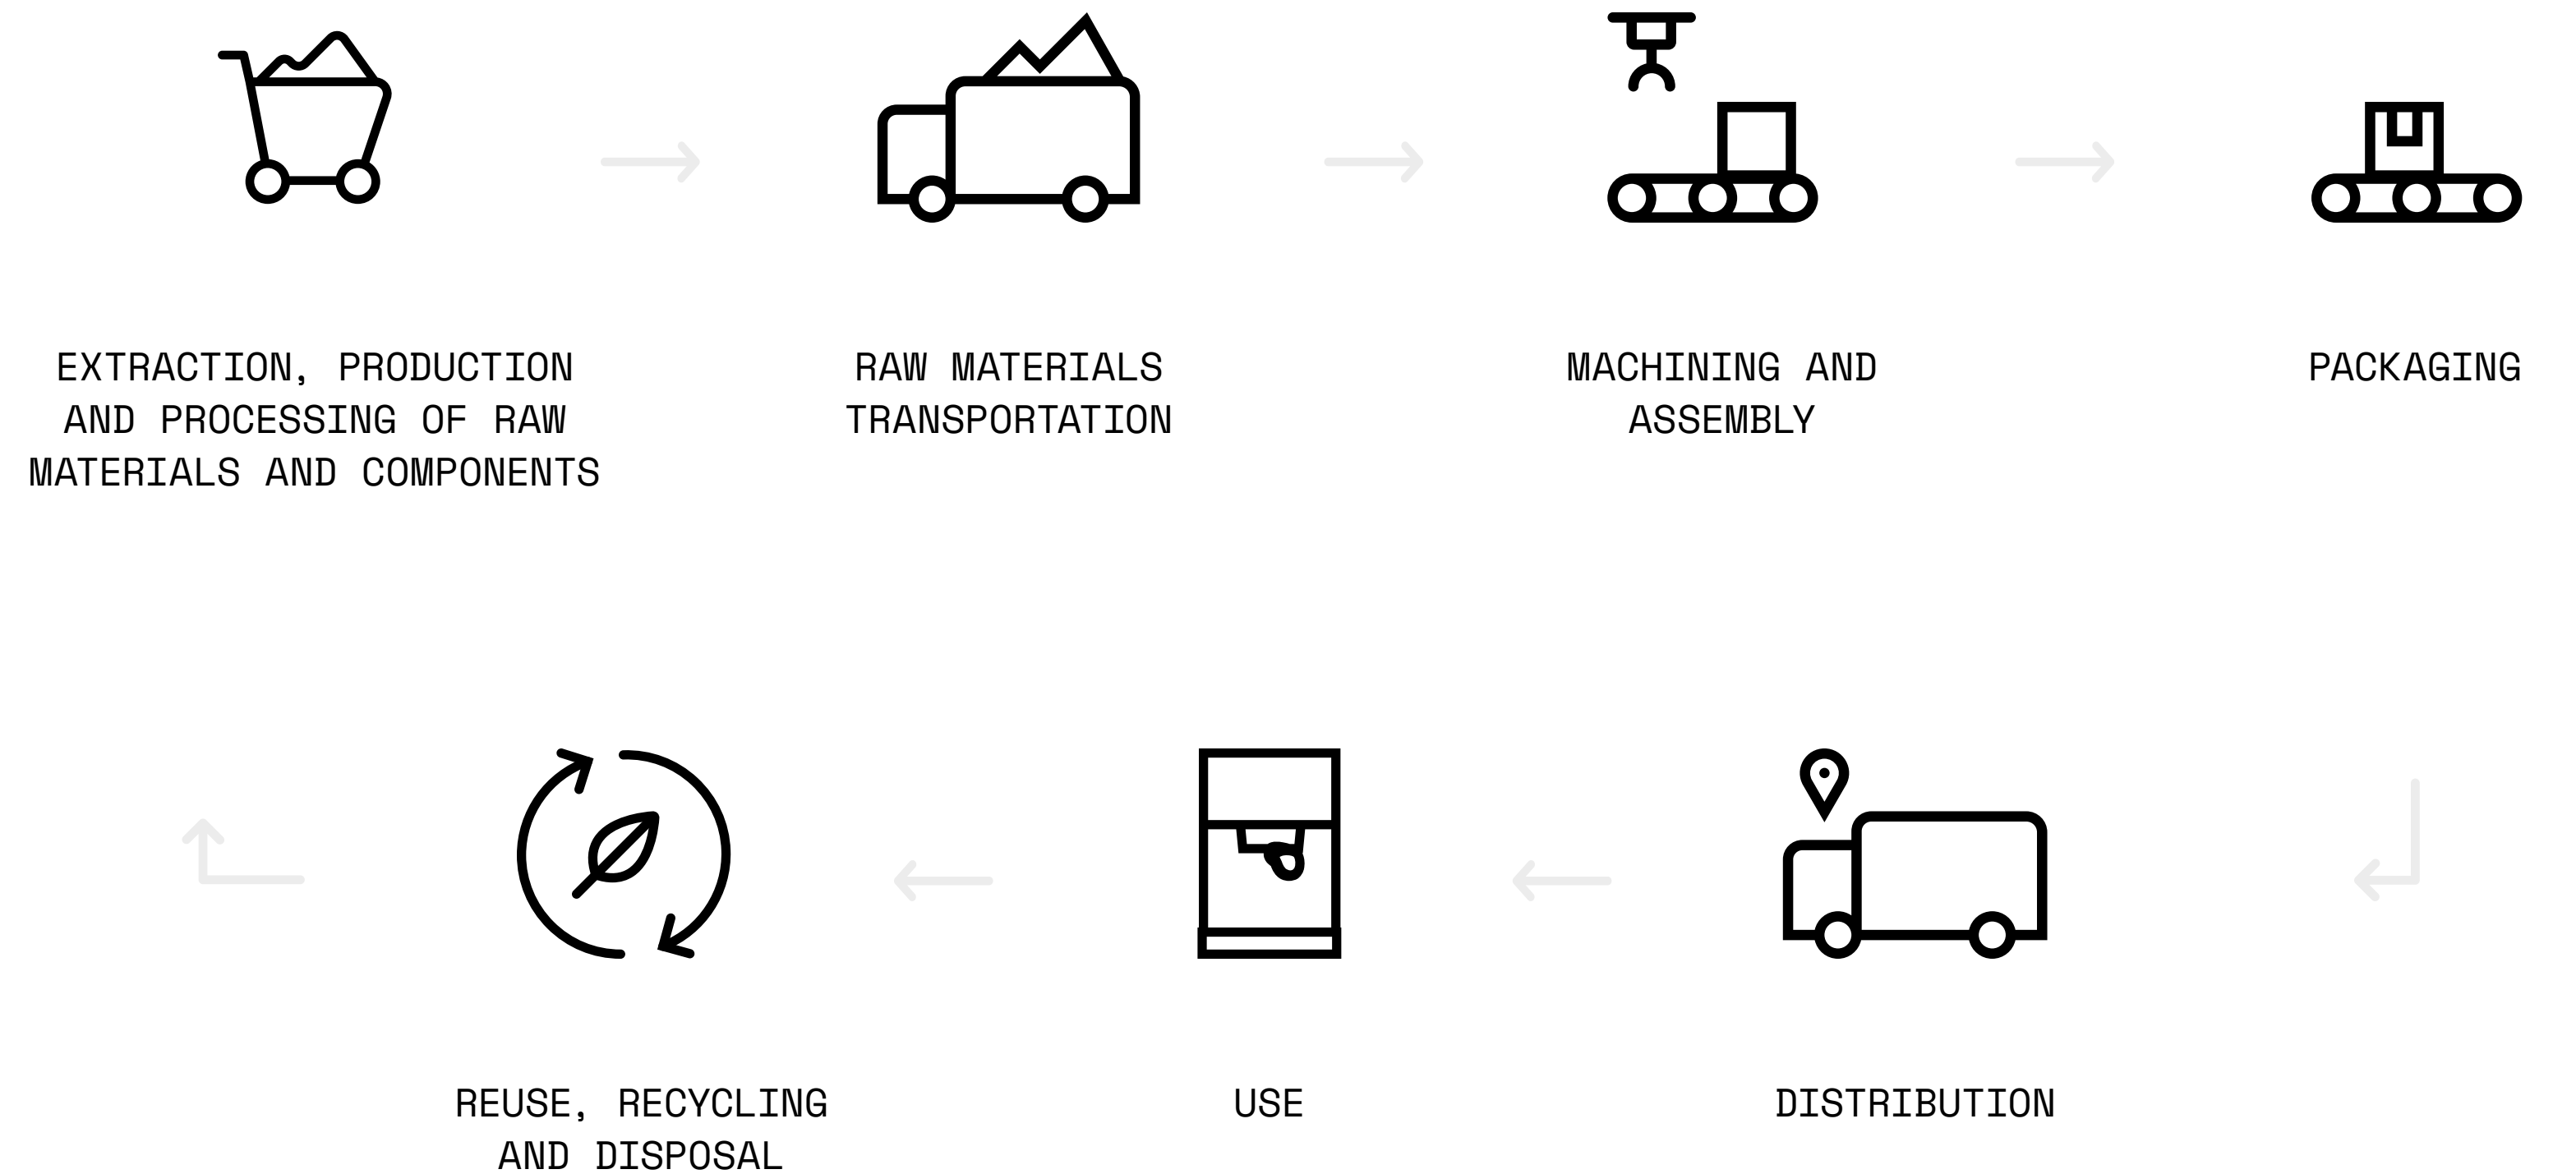 EXTRACTION, PRODUCTION
AND PROCESSING OF RAW
MATERIALS AND COMPONENTS
RAW MATERIALS
TRANSPORTATION
MACHINING AND
ASSEMBLY
PACKAGING
REUSE, RECYCLING
AND DISPOSAL
USE
DISTRIBUTION